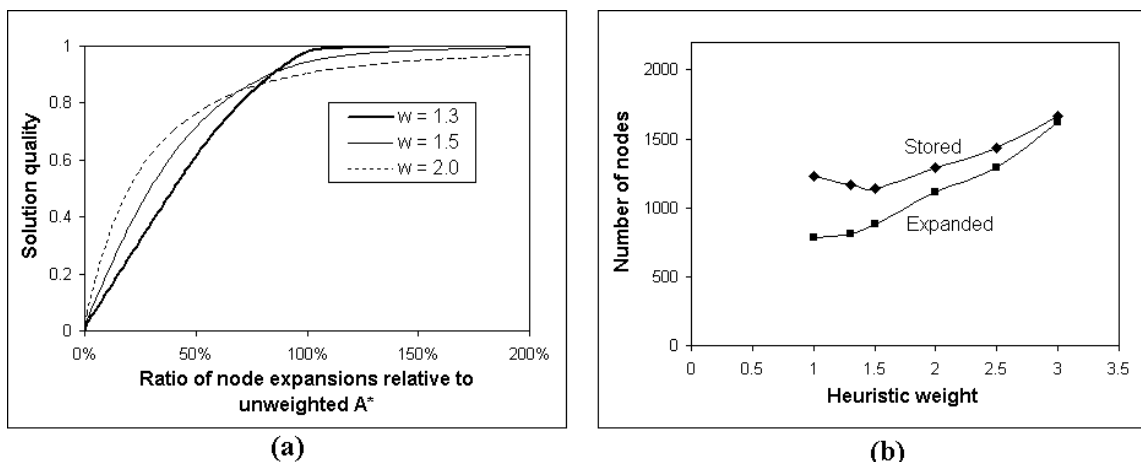 1
0.8
0.6
0.4
0.2
0
Solution quality
w = 1.3
w = 1.5
w = 2.0
0% 50% 100% 150% 200%
Ratio of node expansions relative to
unweighted A*
(a)
2000
1500
1000
500
0
Number of nodes
Stored
Expanded
0 0.5 1 1.5 2 2.5 3 3.5
Heuristic weight
(b)